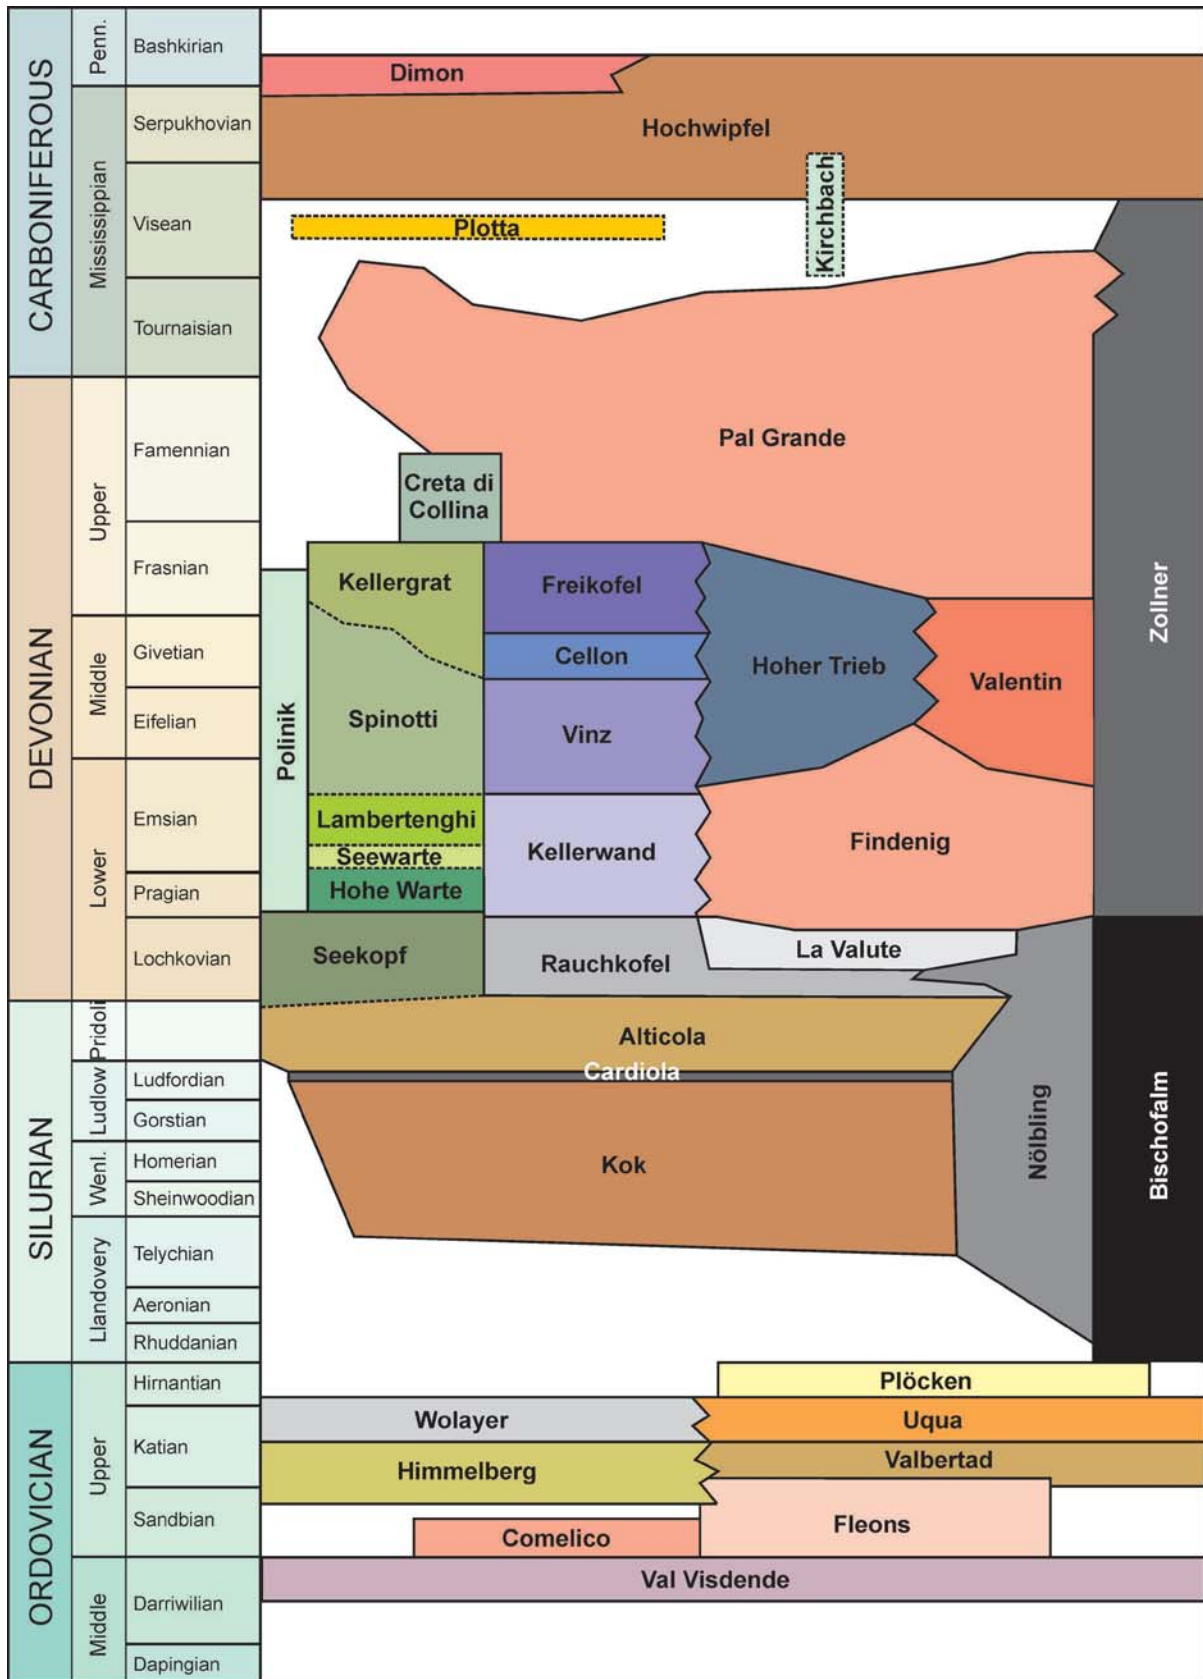 CARBONIFEROUS
Penn.
Bashkirian
Mississippian
Serpukhovian
Visean
Tournaisian
DEVONIAN
Upper
Famennian
Frasnian
Middle
Givetian
Eifelian
Lower
Emsian
Pragian
Lochkovian
SILURIAN
Pridoli
Ludlow
Ludfordian
Gorstian
Wenl.
Homerian
Sheinwoodian
Llandovery
Telychian
Aeronian
Rhuddanian
ORDOVICIAN
Upper
Hirnantian
Katian
Sandbian
Middle
Darriwilian
Dapingian
Dimon
Hochwipfel
Kirchbach
Plotta
Pal Grande
Creta di
Collina
Kellergrat
Freikofel
Cellon
Hoher Trieb
Valentin
Zollner
Polinik
Spinotti
Vinz
Lambertenghi
Seewarte
Hohe Warte
Kellerwand
Findenig
Seekopf
Rauchkofel
La Valute
Alticola
Cardiola
Kok
Nölbling
Bischofalm
Plöcken
Wolayer
Uqua
Himmelberg
Valbertad
Comelico
Fleons
Val Visdende